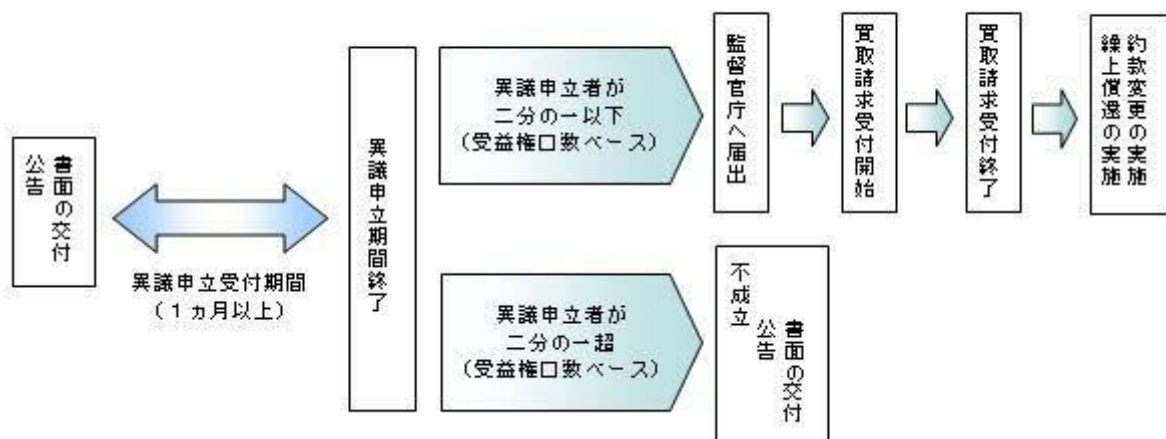 書面の交付
公告
異議申立受付期間
(1ヵ月以上)
異議申立期間終了
異議申立者が
二分の一以下
(受益権口数ベース)
監督官庁へ届出
買取請求受付開始
買取請求受付終了
約款変更の実施
繰上償還の実施
異議申立者が
二分の一超
(受益権口数ベース)
不成立
書面の交付
公告